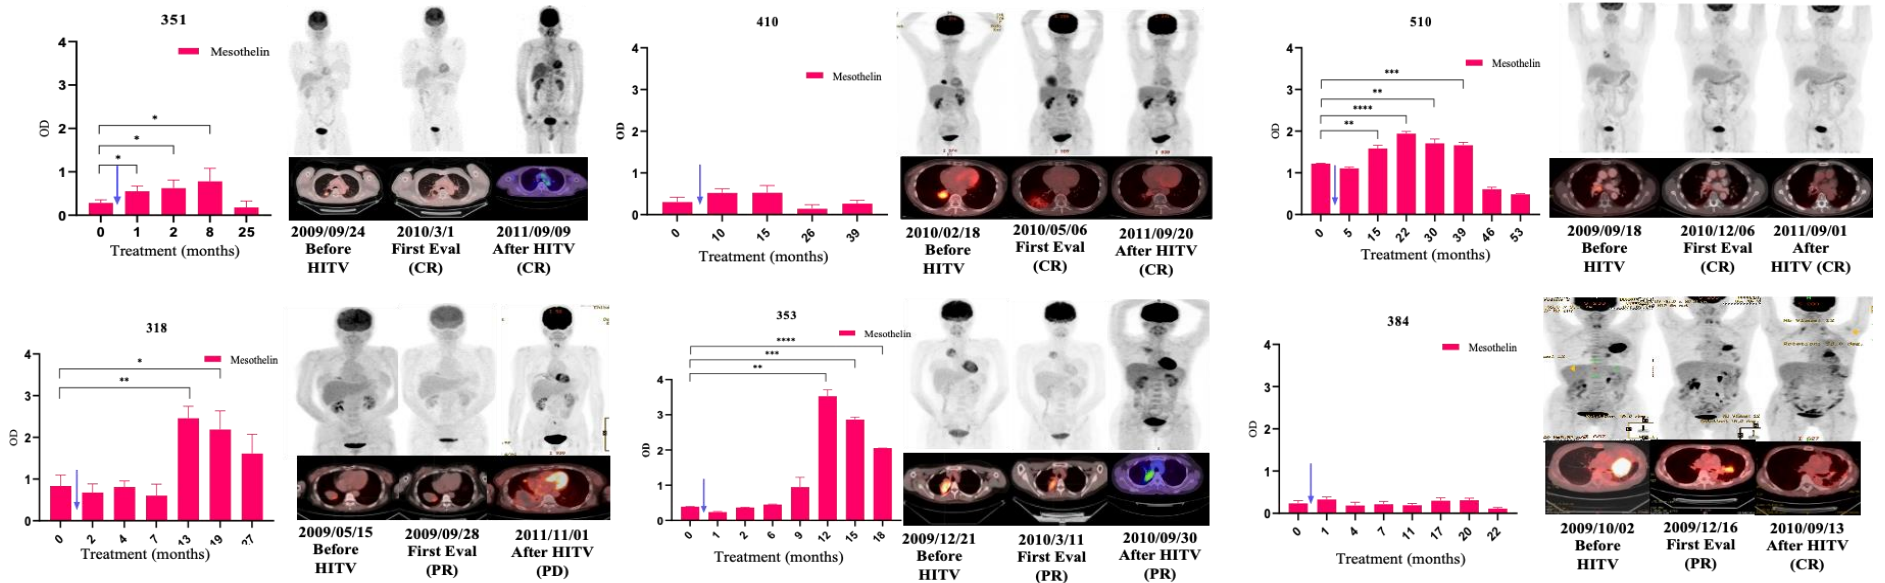 351
Mesothelin
4
3
2
1
0
OD
*
*
*
0 1 2 8 25
Treatment (months)
2009/09/24
Before
HITV
2010/3/1
First Eval
(CR)
2011/09/09
After HITV
(CR)
410
Mesothelin
4
3
2
1
0
OD
0 10 15 26 39
Treatment (months)
2010/02/18
Before
HITV
2010/05/06
First Eval
(CR)
2011/09/20
After HITV
(CR)
510
Mesothelin
4
3
2
1
0
OD
***
**
****
**
0 5 15 22 30 39 46 53
Treatment (months)
2009/09/18
Before
HITV
2010/12/06
First Eval
(CR)
2011/09/01
After
HITV (CR)
318
Mesothelin
4
3
2
1
0
OD
*
**
0 2 4 7 13 19 27
Treatment (months)
2009/05/15
Before
HITV
2009/09/28
First Eval
(PR)
2011/11/01
After HITV
(PD)
353
Mesothelin
4
3
2
1
0
OD
****
***
**
0 1 2 6 9 12 15 18
Treatment (months)
2009/12/21
Before
HITV
2010/3/11
First Eval
(PR)
2010/09/30
After HITV
(PR)
384
Mesothelin
4
3
2
1
0
OD
0 1 4 7 11 17 20 22
Treatment (months)
2009/10/02
Before
HITV
2009/12/16
First Eval
(PR)
2010/09/13
After HITV
(CR)